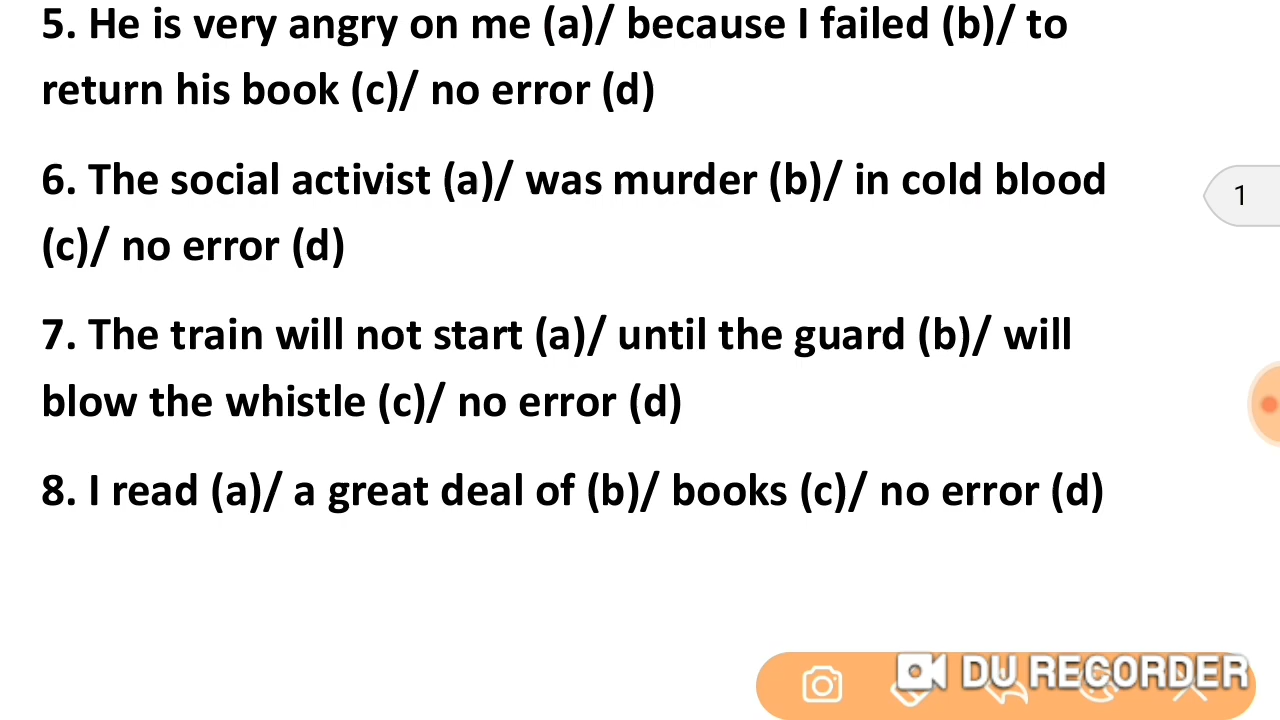 5. He is very angry on me (a)/ because I failed (b)/ to
return his book (c)/ no error (d)
6. The social activist (a)/ was murder (b)/ in cold blood
(c)/ no error (d)
1
7. The train will not start (a)/ until the guard (b)/ will
blow the whistle (c)/ no error (d)
8. I read (a)/ a great deal of (b)/ books (c)/ no error (d)
DU RECORDER